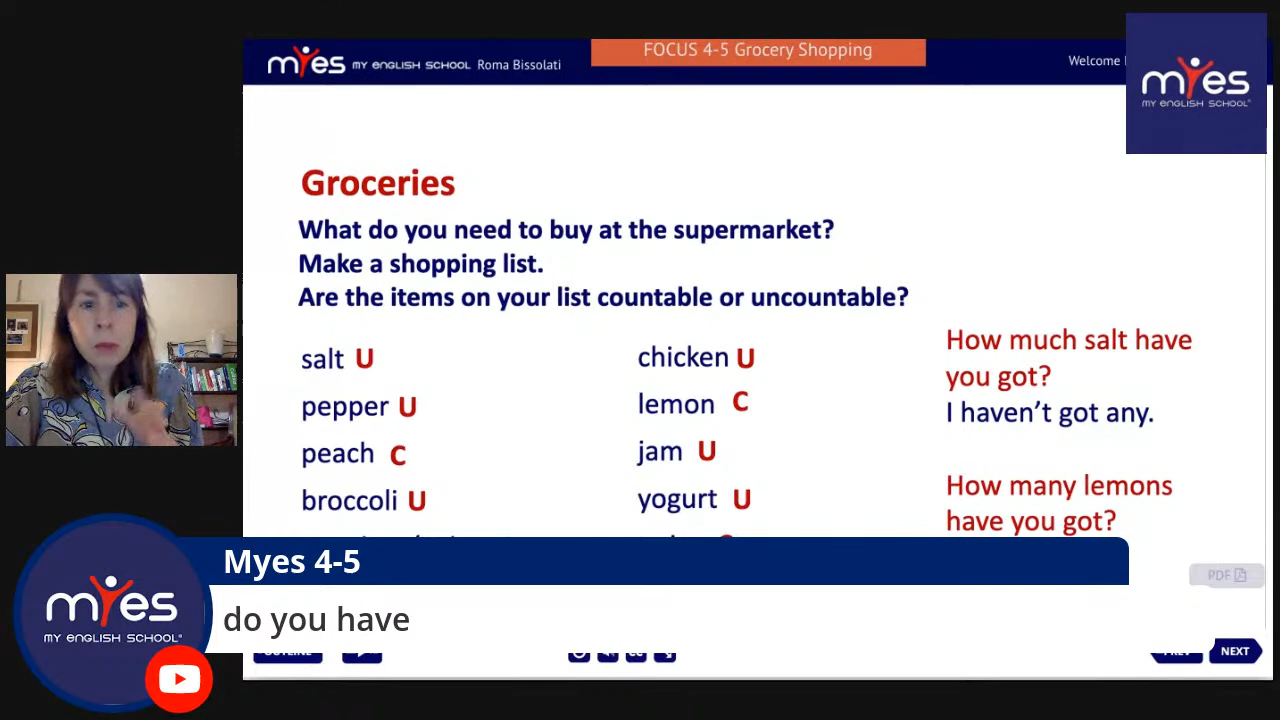 myes MY ENGLISH SCHOOL Roma Bissolati
FOCUS 4-5 Grocery Shopping
Welcome
myes
MY ENGLISH SCHOOL
Groceries
What do you need to buy at the supermarket?
Make a shopping list.
Are the items on your list countable or uncountable?
salt U
pepper U
peach C
broccoli U
chicken U
lemon C
jam U
yogurt U
How much salt have
you got?
I haven't got any.
How many lemons
have you got?
PDF
Myes 4-5
do you have
myes
MY ENGLISH SCHOOL
OUTLINE
PREV
NEXT